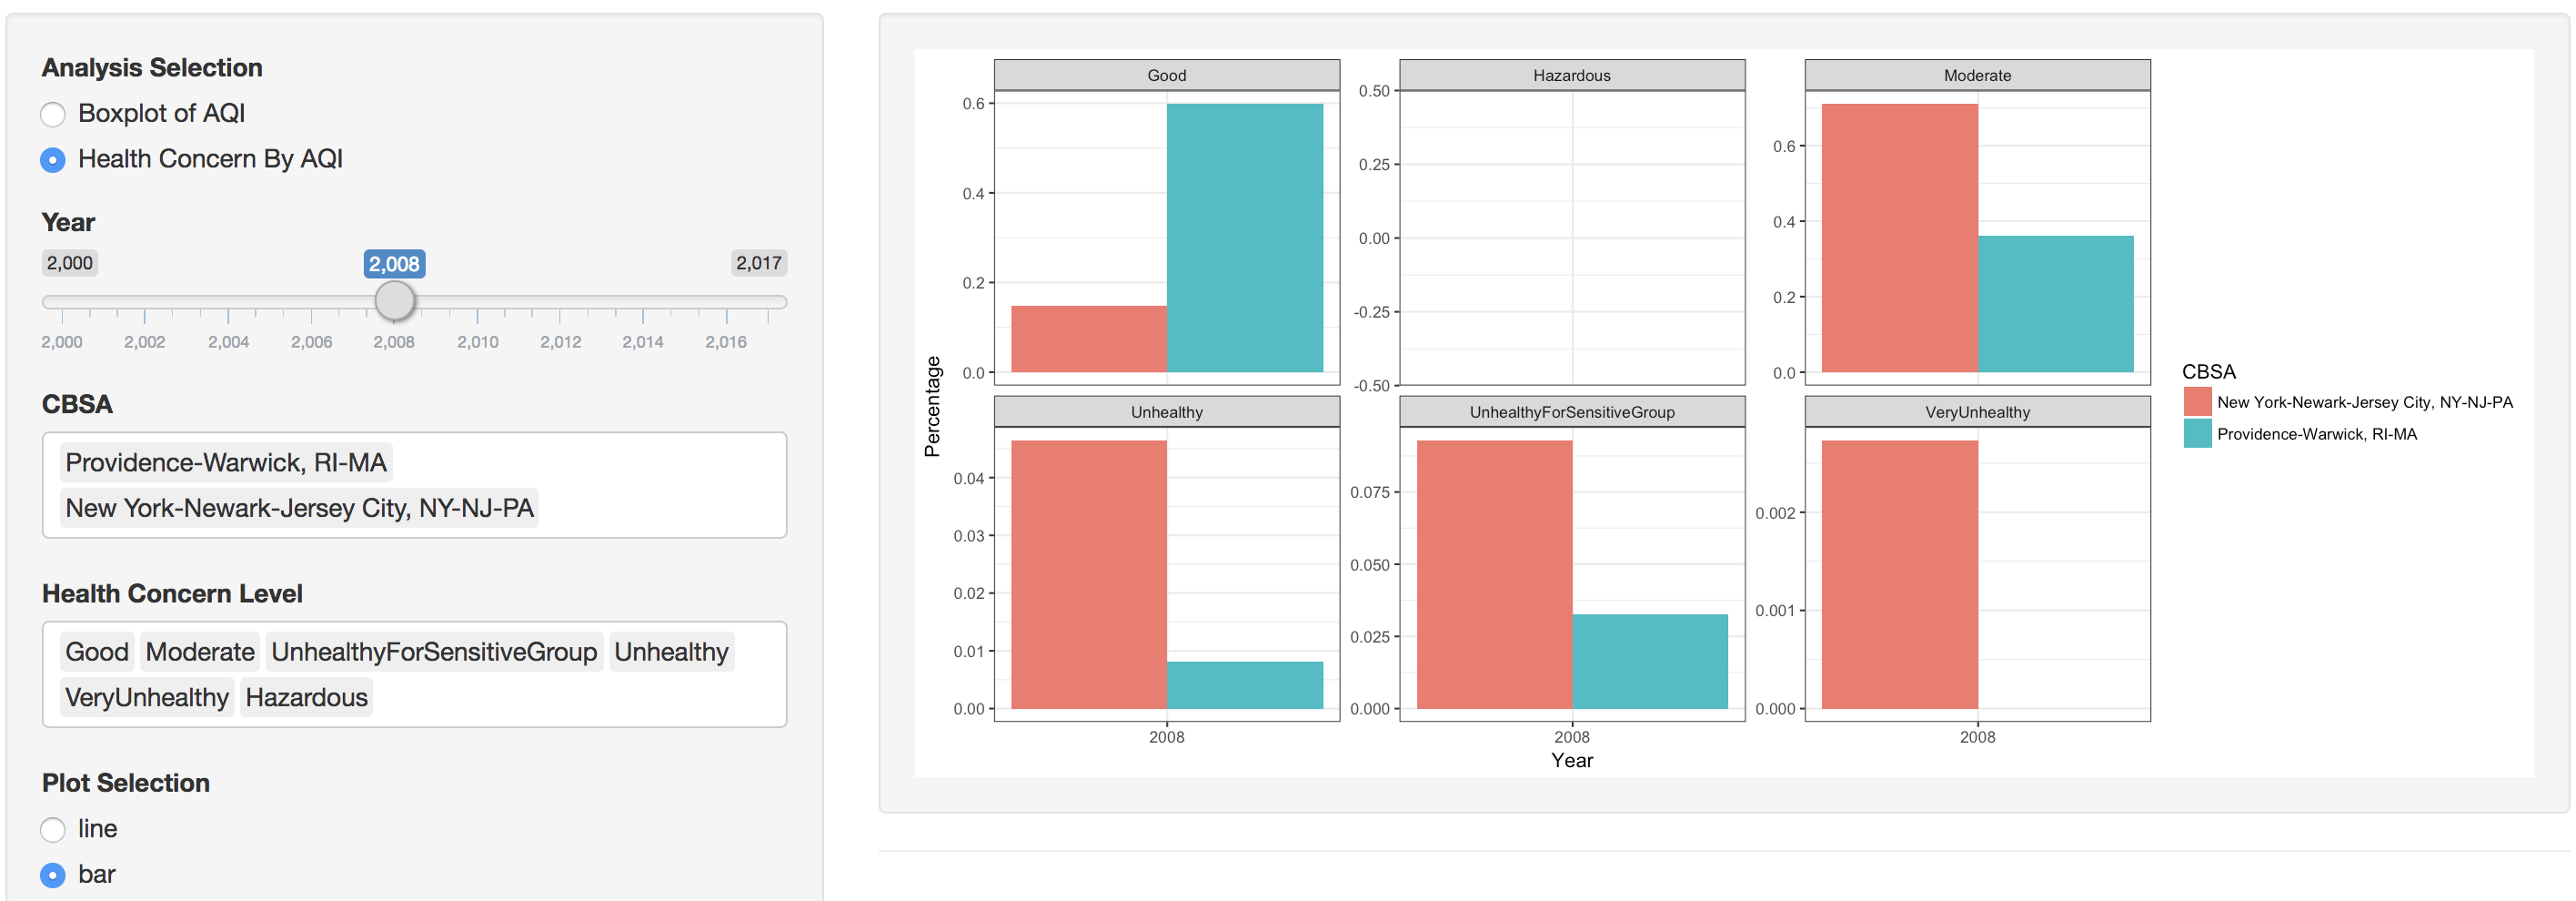 Analysis Selection
Boxplot of AQI
Health Concern By AQI
Year
2,000 2,008 2,017
2,000 2,002 2,004 2,006 2,008 2,010 2,012 2,014 2,016
CBSA
Providence-Warwick, RI-MA
New York-Newark-Jersey City, NY-NJ-PA
Health Concern Level
Good Moderate UnhealthyForSensitiveGroup Unhealthy
VeryUnhealthy Hazardous
Plot Selection
line
bar
Percentage
Good
0.6
0.4
0.2
0.0
Hazardous
0.50
0.25
0.00
-0.25
-0.50
Moderate
0.6
0.4
0.2
0.0
Unhealthy
0.04
0.03
0.02
0.01
0.00
2008
UnhealthyForSensitiveGroup
0.075
0.050
0.025
0.000
2008
VeryUnhealthy
0.002
0.001
0.000
2008
Year
CBSA
New York-Newark-Jersey City, NY-NJ-PA
Providence-Warwick, RI-MA